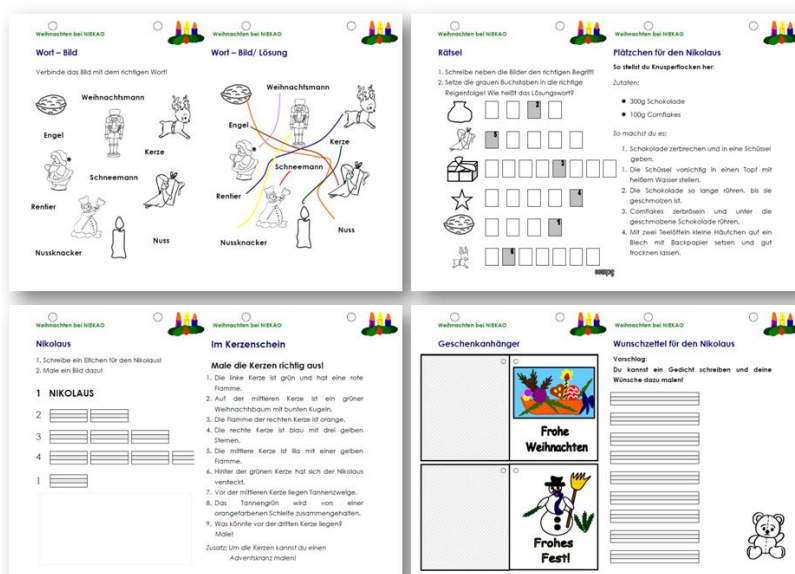 Weihnachten bei NIEKAO
Wort – Bild
Verbinde das Bild mit dem richtigen Wort!
Weihnachtsmann
Engel
Kerze
Schneemann
Rentier
Nuss
Nussknacker
Weihnachten bei NIEKAO
Wort – Bild/ Lösung
Weihnachtsmann
Engel
Kerze
Schneemann
Rentier
Nuss
Nussknacker
Weihnachten bei NIEKAO
Rätsel
1. Schreibe neben die Bilder den richtigen Begriff!
2. Setze die grauen Buchstaben in die richtige
Reigenfolge! Wie heißt das Lösungswort?
2
5
3
4
1
6
Weihnachten bei NIEKAO
Plätzchen für den Nikolaus
So stellst du Knusperflocken her:
Zutaten:
300g Schokolade
100g Cornflakes
So machst du es:
1. Schokolade zerbrechen und in eine Schüssel
geben.
1. Die Schüssel vorsichtig in einen Topf mit
heißem Wasser stellen.
2. Die Schokolade so lange rühren, bis sie
geschmolzen ist.
3. Cornflakes zerbröseln und unter die
geschmolzene Schokolade rühren.
4. Mit zwei Teelöffeln kleine Häufchen auf ein
Blech mit Backpapier setzen und gut
trocknen lassen.
Weihnachten bei NIEKAO
Nikolaus
1. Schreibe ein Elfchen für den Nikolaus!
2. Male ein Bild dazu!
1 NIKOLAUS
2
3
4
1
Weihnachten bei NIEKAO
Im Kerzenschein
Male die Kerzen richtig aus!
1. Die linke Kerze ist grün und hat eine rote
Flamme.
2. Auf der mittleren Kerze ist ein grüner
Weihnachtsbaum mit bunten Kugeln.
3. Die Flamme der rechten Kerze ist orange.
4. Die rechte Kerze ist blau mit drei gelben
Sternen.
5. Die mittlere Kerze ist lila mit einer gelben
Flamme.
6. Hinter der grünen Kerze hat sich der Nikolaus
versteckt.
7. Vor der mittleren Kerze liegen Tannenzweige.
8. Das Tannengrün wird von einer
orangefarbenen Schleife zusammengehalten.
9. Was könnte vor der dritten Kerze liegen?
Male!
Zusatz: Um die Kerzen kannst du einen
Adventskranz malen!
Weihnachten bei NIEKAO
Geschenkanhänger
Frohe
Weihnachten
Frohes
Fest!
Weihnachten bei NIEKAO
Wunschzettel für den Nikolaus
Vorschlag:
Du kannst ein Gedicht schreiben und deine
Wünsche dazu malen!